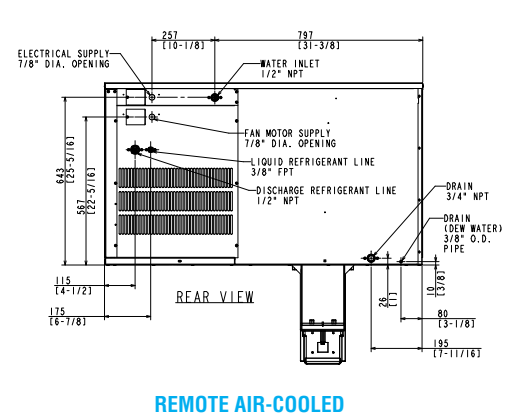 257
[10-1/8]
797
[31-3/8]
ELECTRICAL SUPPLY
7/8" DIA. OPENING
WATER INLET
1/2" NPT
FAN MOTOR SUPPLY
7/8" DIA. OPENING
LIQUID REFRIGERANT LINE
3/8" FPT
DISCHARGE REFRIGERANT LINE
1/2" NPT
643
[25-5/16]
567
[22-5/16]
DRAIN
3/4" NPT
DRAIN
(DEW WATER)
3/8" O.D.
PIPE
115
[4-1/2]
175
[6-7/8]
REAR VIEW
26
[1]
10
[3/8]
80
[3-1/8]
195
[7-11/16]
REMOTE AIR-COOLED